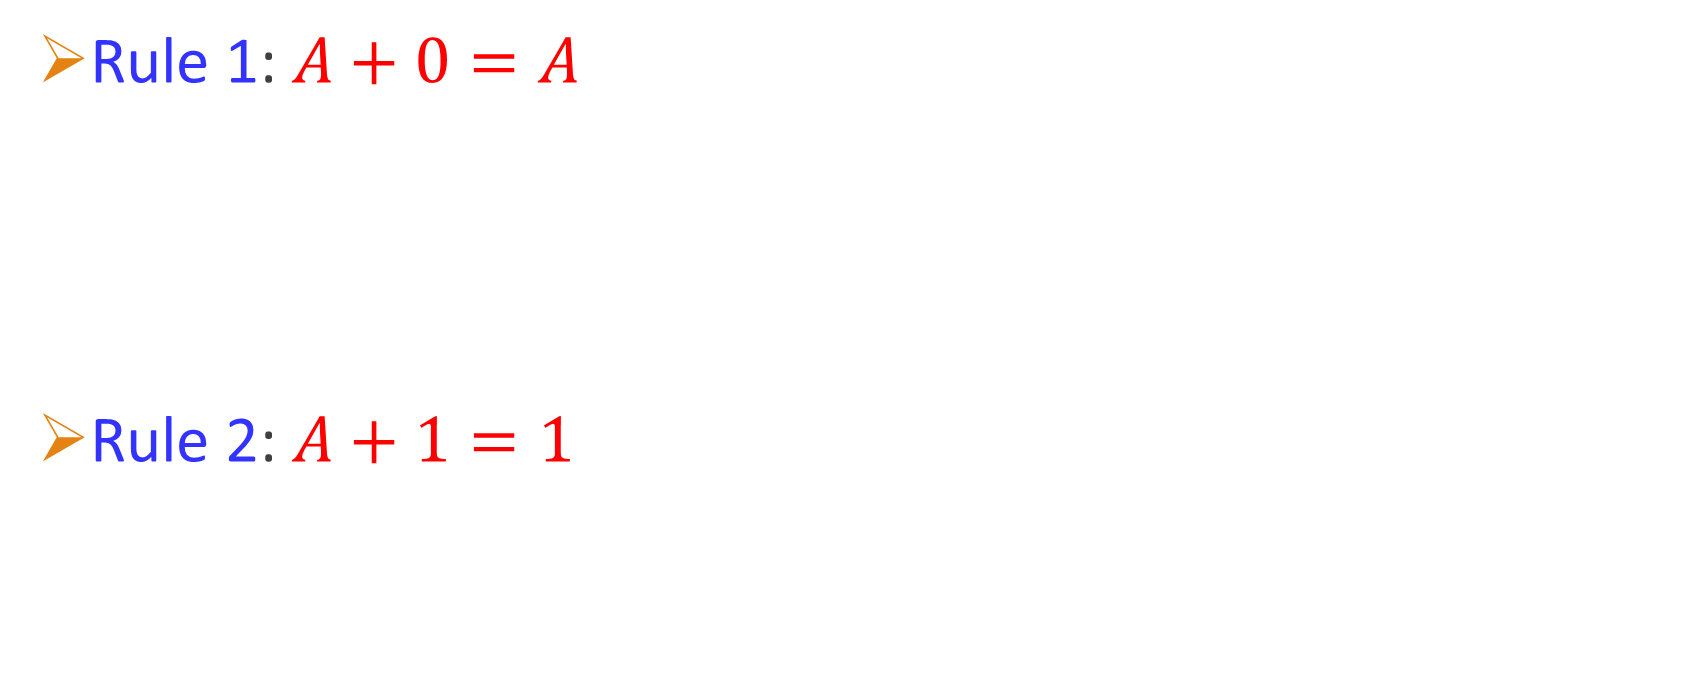 Rule 1: A + 0 = A
Rule 2: A + 1 = 1